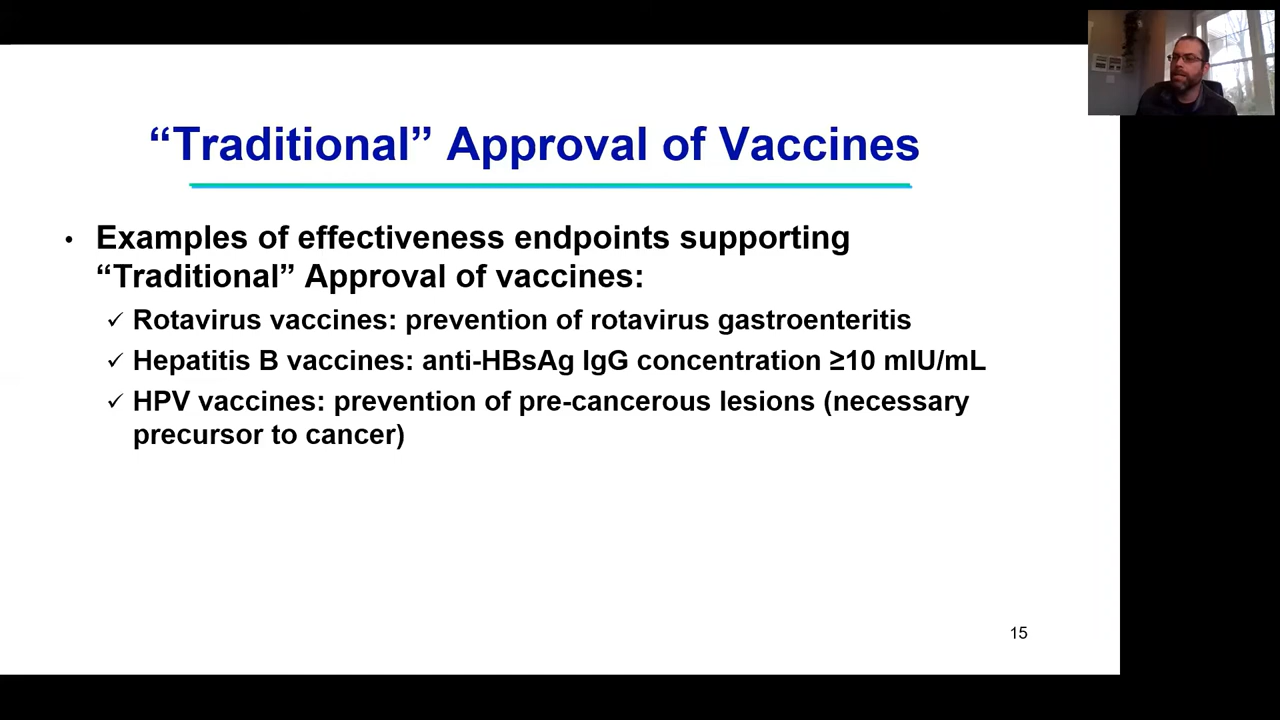 “Traditional” Approval of Vaccines
• Examples of effectiveness endpoints supporting
“Traditional” Approval of vaccines:
✓ Rotavirus vaccines: prevention of rotavirus gastroenteritis
✓ Hepatitis B vaccines: anti-HBsAg IgG concentration ≥10 mIU/mL
✓ HPV vaccines: prevention of pre-cancerous lesions (necessary
precursor to cancer)
15